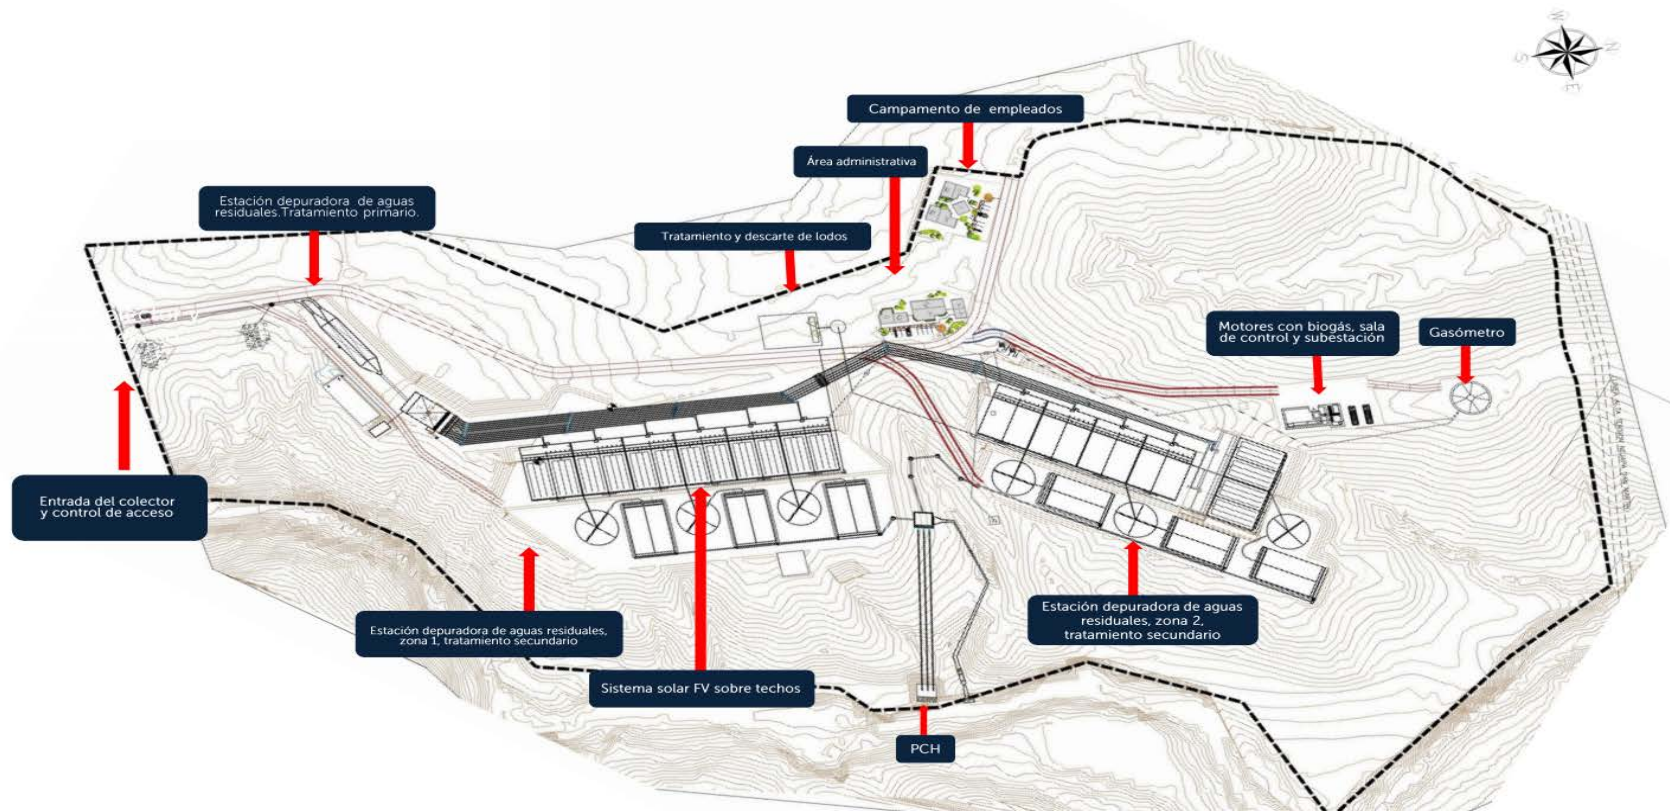 W
N
S
E
Campamento de empleados
Área administrativa
Estación depuradora de aguas
residuales.Tratamiento primario.
Tratamiento y descarte de lodos
Motores con biogás, sala
de control y subestación
Gasómetro
Entrada del colector
y control de acceso
Estación depuradora de aguas residuales,
zona 1, tratamiento secundario
Estación depuradora de aguas
residuales, zona 2,
tratamiento secundario
Sistema solar FV sobre techos
PCH